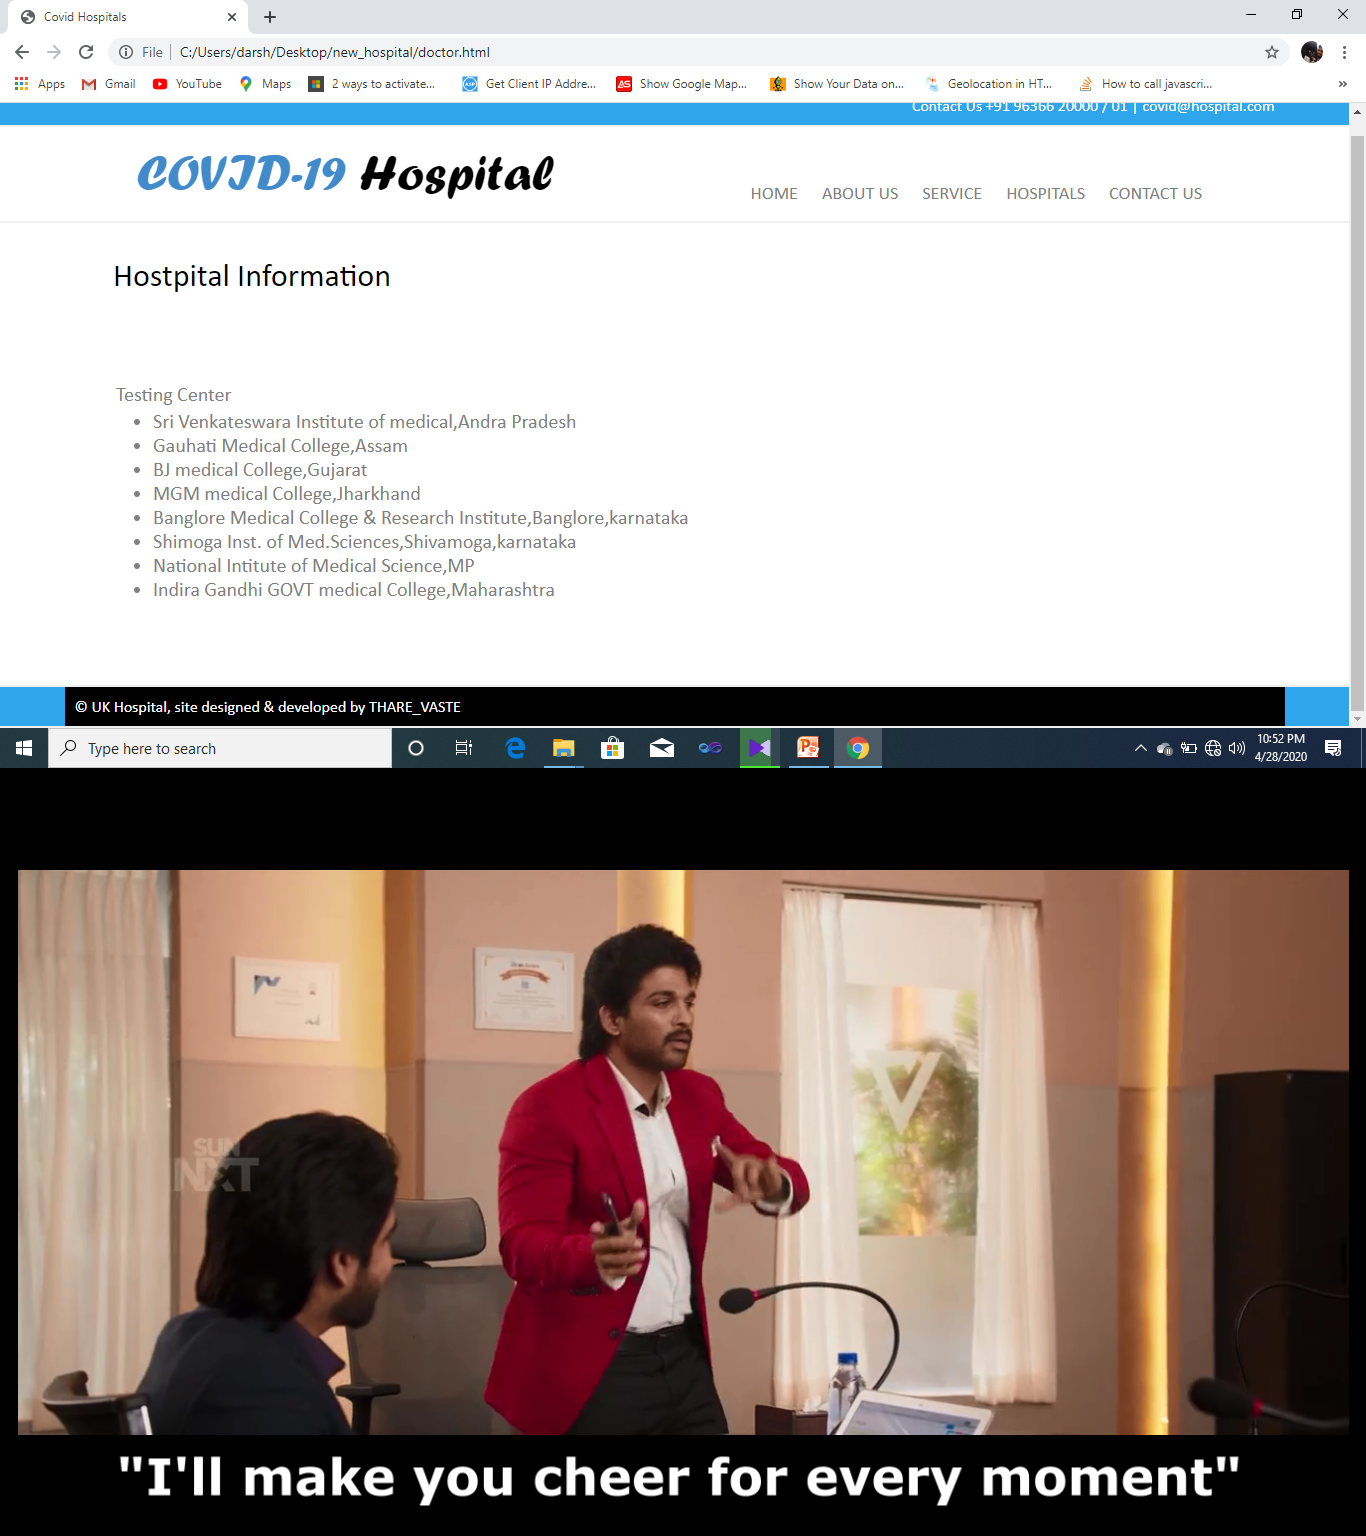 Covid Hospitals
File
C:/Users/darsh/Desktop/new_hospital/doctor.html
Apps Gmail YouTube Maps 2 ways to activate... Get Client IP Addre... Show Google Map... Show Your Data on... Geolocation in HT... How to call javascri... »
Contact Us +91 96366 20000 / 01 | covid@hospital.com
COVID-19 Hospital
HOME ABOUT US SERVICE HOSPITALS CONTACT US
Hostpital Information
Testing Center
• Sri Venkateswara Institute of medical,Andra Pradesh
• Gauhati Medical College,Assam
• BJ medical College,Gujarat
• MGM medical College,Jharkhand
• Banglore Medical College & Research Institute,Banglore,karnataka
• Shimoga Inst. of Med.Sciences,Shivamoga,karnataka
• National Intitute of Medical Science,MP
• Indira Gandhi GOVT medical College,Maharashtra
© UK Hospital, site designed & developed by THARE_VASTE
Type here to search
10:52 PM
4/28/2020
SUN
NXT
"I'll make you cheer for every moment"